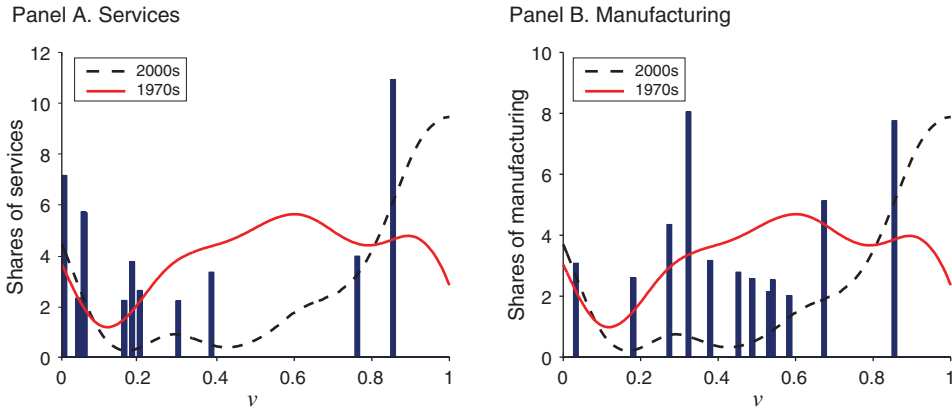 Panel A. Services
12
10
8
6
4
2
0
Shares of services
2000s
1970s
0
0.2
0.4
0.6
0.8
1
v
Panel B. Manufacturing
10
8
6
4
2
0
Shares of manufacturing
2000s
1970s
0
0.2
0.4
0.6
0.8
1
v